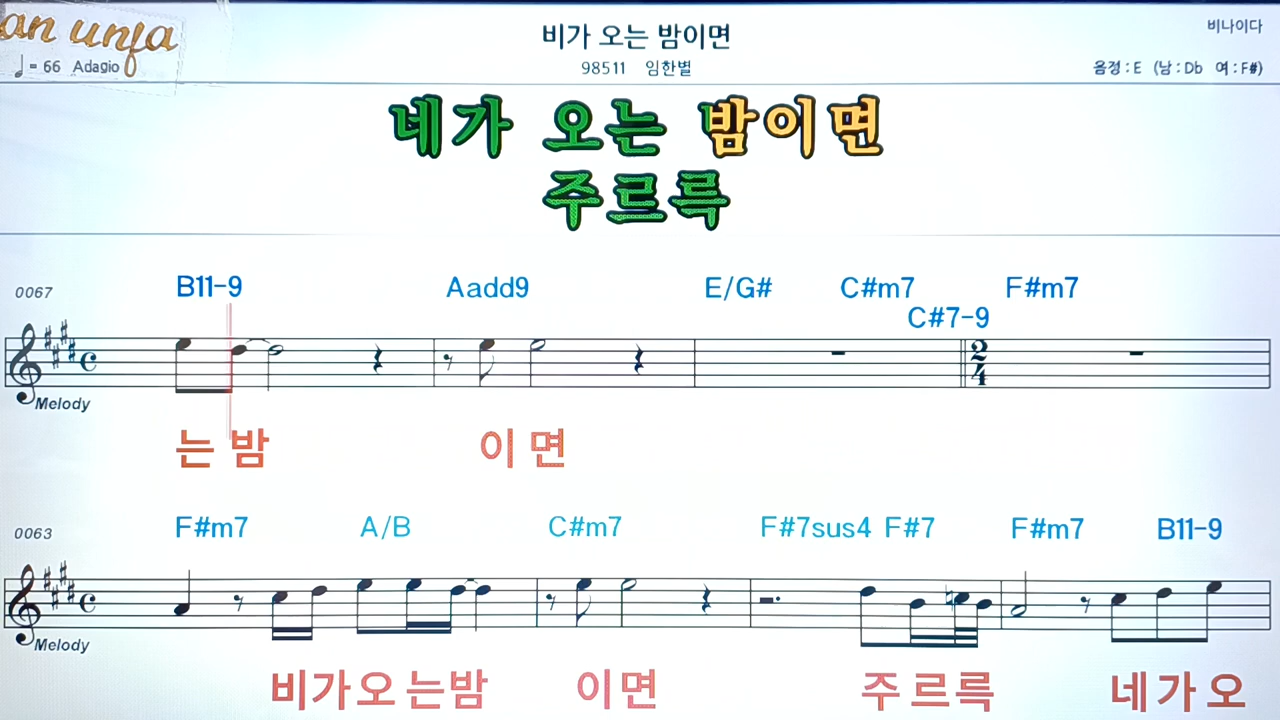 an unfa
비가 오는 밤이면
비나이다
♩= 66 Adagio
98511 임한별
음정 : E (남 : Db 여 : F#)
네가 오는 밤이면
주르륵
0067 B11-9 Aadd9 E/G# C#m7 F#m7
C#7-9
2
4
Melody
는 밤 이 면
0063 F#m7 A/B C#m7 F#7sus4 F#7 F#m7 B11-9
Melody
비가오는밤 이면 주르륵 네가오